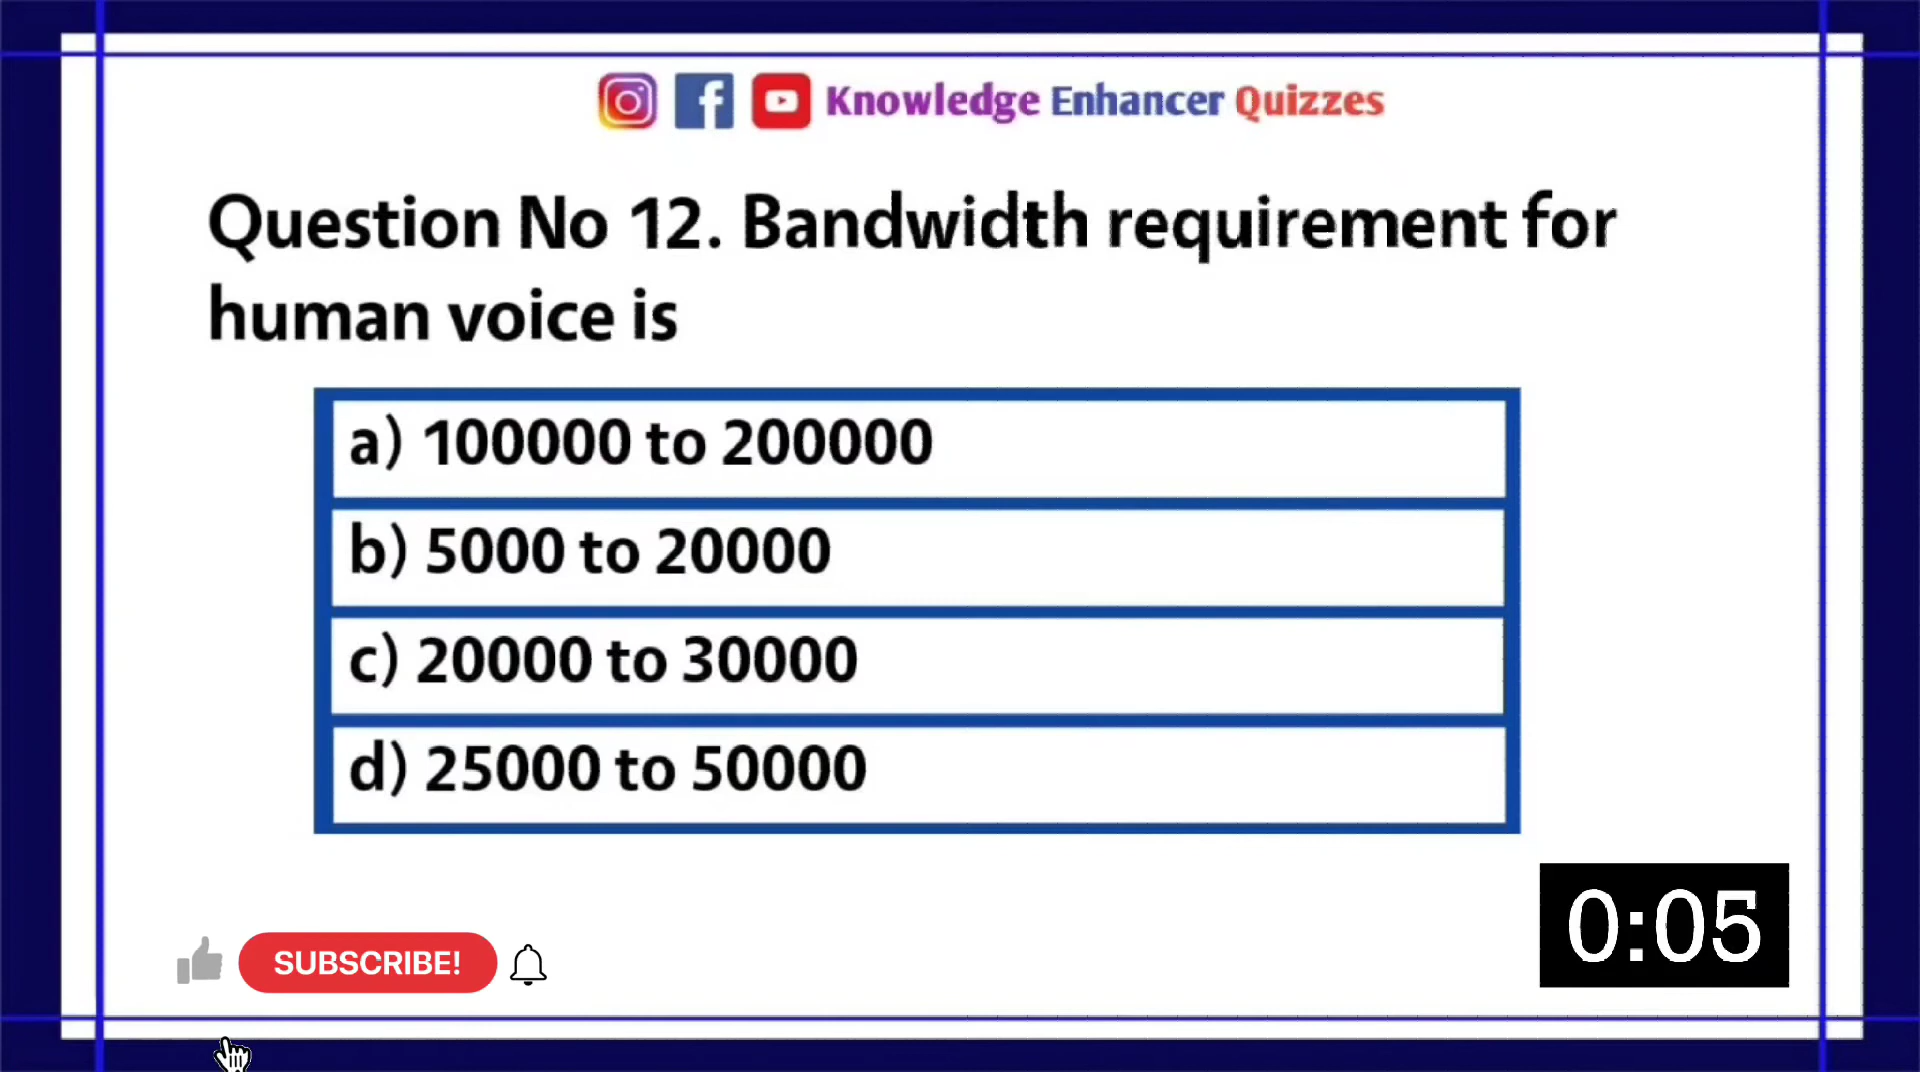 Knowledge Enhancer Quizzes
Question No 12. Bandwidth requirement for
human voice is
a) 100000 to 200000
b) 5000 to 20000
c) 20000 to 30000
d) 25000 to 50000
SUBSCRIBE!
0:05